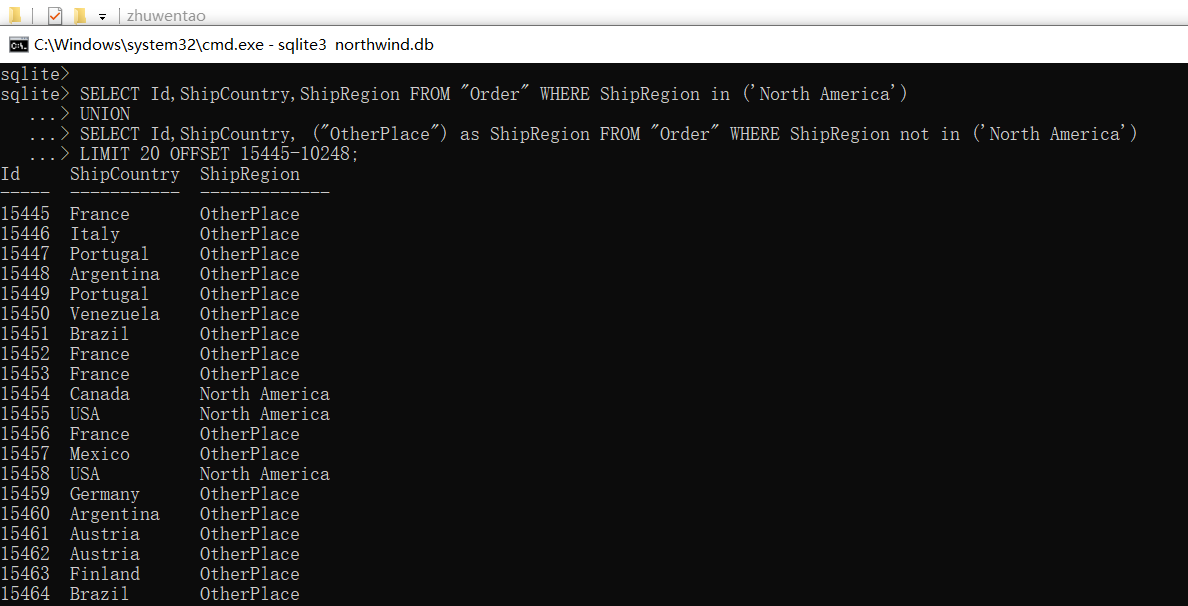 zhuwentao
C:\Windows\system32\cmd.exe - sqlite3  northwind.db
sqlite>
sqlite> SELECT Id,ShipCountry,ShipRegion FROM "Order" WHERE ShipRegion in ('North America')
   ...> UNION
   ...> SELECT Id,ShipCountry, ("OtherPlace") as ShipRegion FROM "Order" WHERE ShipRegion not in ('North America')
   ...> LIMIT 20 OFFSET 15445-10248;
Id     ShipCountry  ShipRegion
-----  -----------  -------------
15445  France       OtherPlace
15446  Italy        OtherPlace
15447  Portugal     OtherPlace
15448  Argentina    OtherPlace
15449  Portugal     OtherPlace
15450  Venezuela    OtherPlace
15451  Brazil       OtherPlace
15452  France       OtherPlace
15453  France       OtherPlace
15454  Canada       North America
15455  USA          North America
15456  France       OtherPlace
15457  Mexico       OtherPlace
15458  USA          North America
15459  Germany      OtherPlace
15460  Argentina    OtherPlace
15461  Austria      OtherPlace
15462  Austria      OtherPlace
15463  Finland      OtherPlace
15464  Brazil       OtherPlace